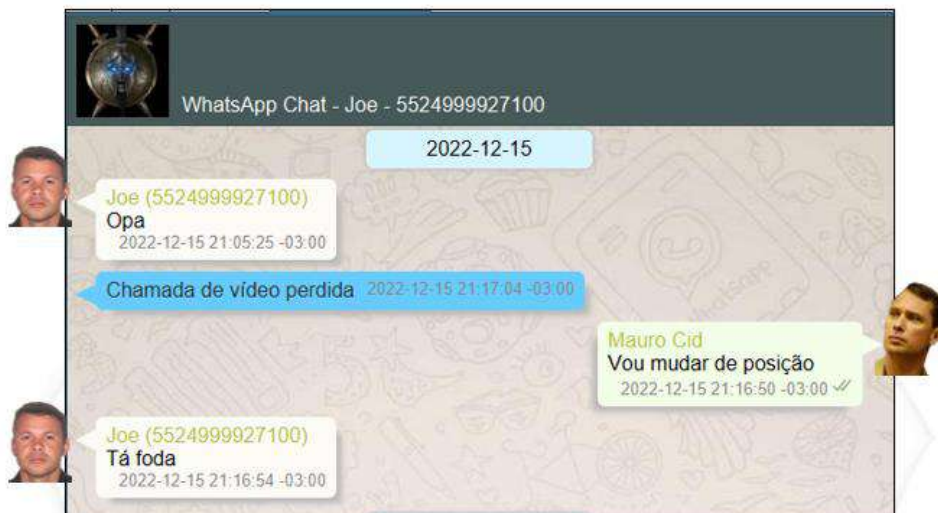 WhatsApp Chat - Joe - 5524999927100
2022-12-15
Joe (5524999927100)
Opa
2022-12-15 21:05:25 -03:00
Chamada de vídeo perdida 2022-12-15 21:17:04 -03:00
Mauro Cid
Vou mudar de posição
2022-12-15 21:16:50 -03:00
Joe (5524999927100)
Tá foda
2022-12-15 21:16:54 -03:00